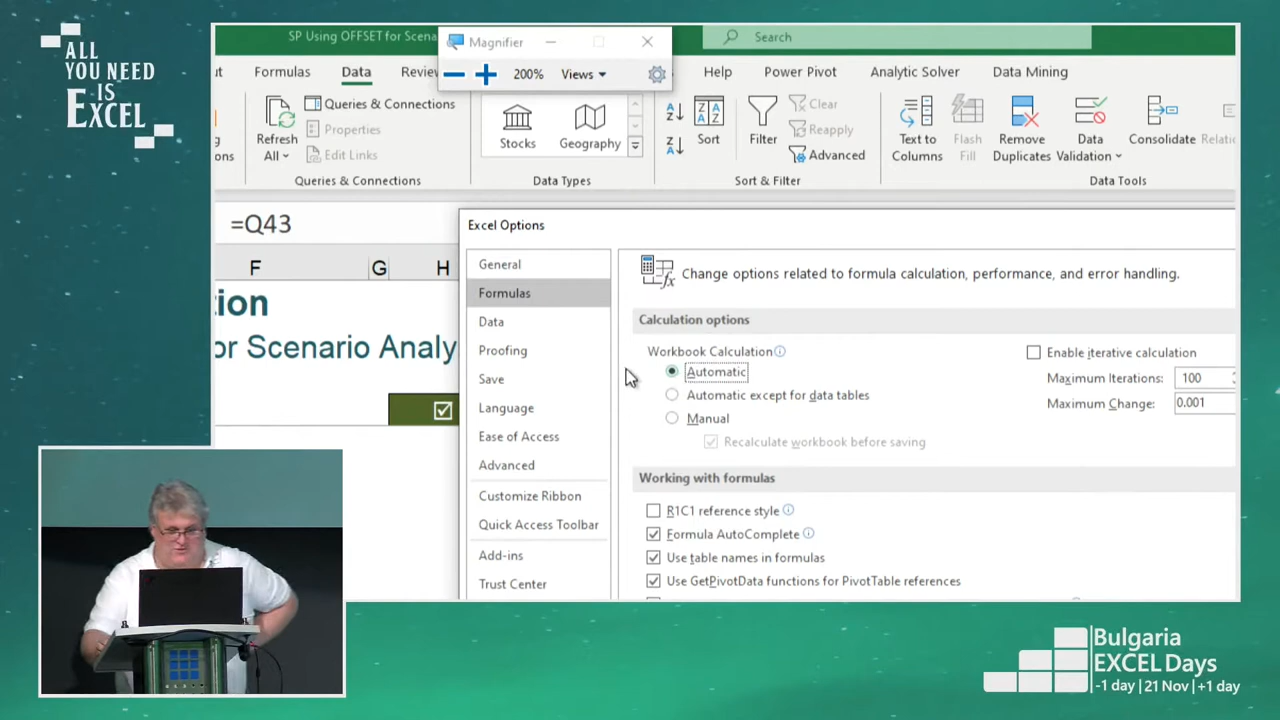 ALL
YOU NEED
IS
EXCEL
SP Using OFFSET for Scena
Magnifier
200%
Views
Search
Formulas
Data
Review
Help
Power Pivot
Analytic Solver
Data Mining
Refresh
All
Queries & Connections
Properties
Edit Links
Queries & Connections
Stocks
Geography
Data Types
Sort
Filter
Clear
Reapply
Advanced
Sort & Filter
Text to
Columns
Flash
Fill
Remove
Duplicates
Data
Validation
Consolidate
Relatio
Data Tools
=Q43
F
G
H
tion
or Scenario Analy
Excel Options
General
Formulas
Data
Proofing
Save
Language
Ease of Access
Advanced
Customize Ribbon
Quick Access Toolbar
Add-ins
Trust Center
Change options related to formula calculation, performance, and error handling.
Calculation options
Workbook Calculation
Automatic
Automatic except for data tables
Manual
Recalculate workbook before saving
Enable iterative calculation
Maximum Iterations: 100
Maximum Change: 0.001
Working with formulas
R1C1 reference style
Formula AutoComplete
Use table names in formulas
Use GetPivotData functions for PivotTable references
Bulgaria
EXCEL Days
-1 day | 21 Nov | +1 day